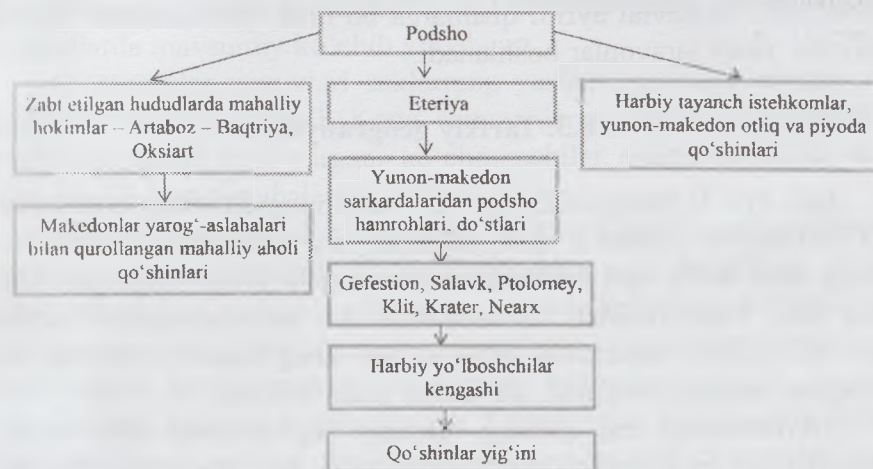 Podsho
Zabt etilgan hududlarda mahalliy
hokimlar – Artaboz – Baqtriya,
Oksiart
Makedonlar yarog‘-aslahalari
bilan qurollangan mahalliy aholi
qo‘shinlari
Eteriya
Yunon-makedon
sarkardalaridan podsho
hamrohlari, do‘stlari
Gefestion, Salavk, Ptolomey,
Klit, Krater, Nearx
Harbiy yo‘lboshchilar
kengashi
Qo‘shinlar yig‘ini
Harbiy tayanch istehkomlar,
yunon-makedon otliq va piyoda
qo‘shinlari